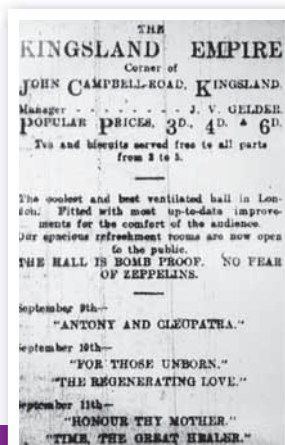 THE
KINGSLAND EMPIRE
Corner of
JOHN CAMPBELL-ROAD, KINGSLAND.
Manager - - - - - - - - J. V. GELDER.
POPULAR PRICES, 3D., 4D. & 6D.
Tea and biscuits served free to all parts
from 3 to 5.
The coolest and best ventilated hall in Lon-
don. Fitted with most up-to-date improve-
ments for the comfort of the audience.
Our spacious refreshment rooms are now open
to the public.
THE HALL IS BOMB PROOF. NO FEAR
OF ZEPPELINS.
September 9th—
"ANTONY AND CLEOPATRA."
September 10th—
"FOR THOSE UNBORN."
"THE REGENERATING LOVE."
September 11th—
"HONOUR THY MOTHER."
"TIME, THE GREAT HEALER."